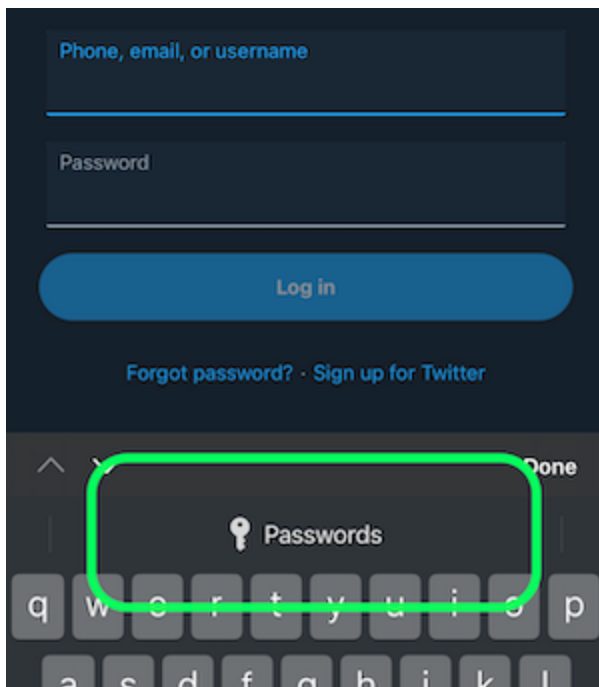 Phone, email, or username
Password
Log in
Forgot password? · Sign up for Twitter
Done
Passwords
q w e r t y u i o p
a s d f g h j k l